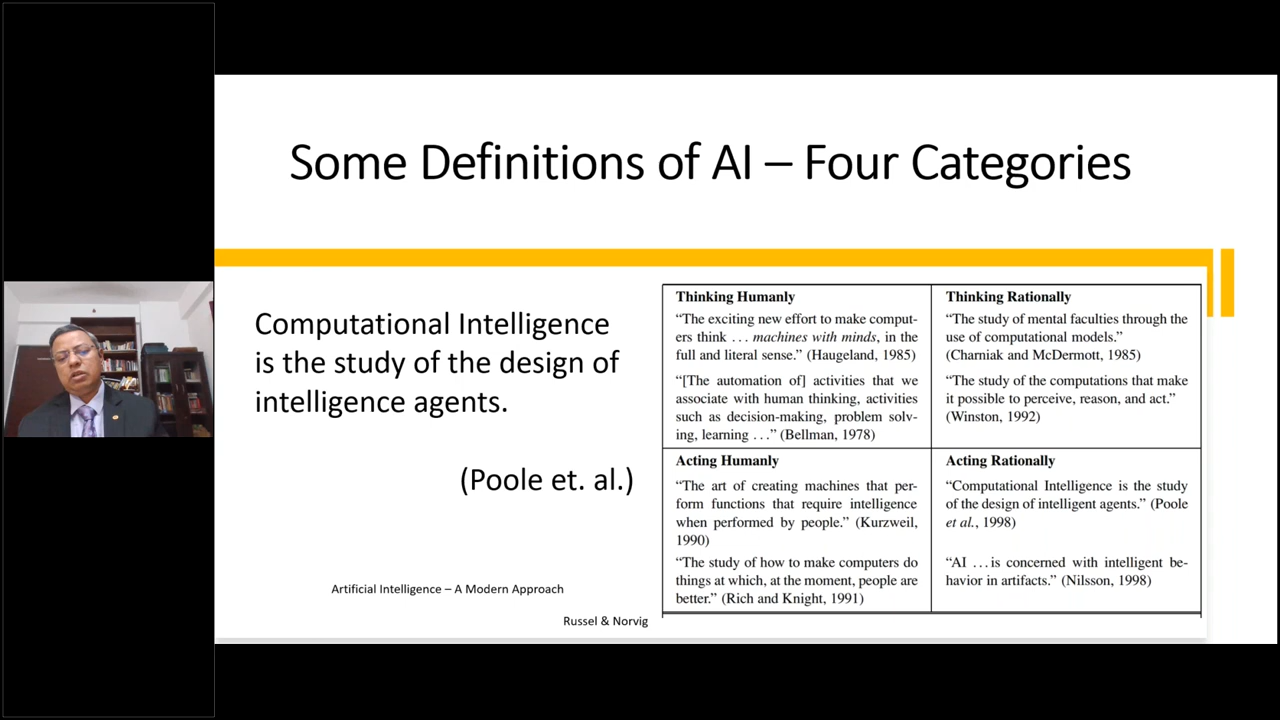 Some Definitions of AI – Four Categories
Computational Intelligence
is the study of the design of
intelligence agents.
(Poole et. al.)
Artificial Intelligence – A Modern Approach
Russel & Norvig
Thinking Humanly
“The exciting new effort to make comput-
ers think . . . machines with minds, in the
full and literal sense.” (Haugeland, 1985)
“[The automation of] activities that we
associate with human thinking, activities
such as decision-making, problem solv-
ing, learning . . .” (Bellman, 1978)
Thinking Rationally
“The study of mental faculties through the
use of computational models.”
(Charniak and McDermott, 1985)
“The study of the computations that make
it possible to perceive, reason, and act.”
(Winston, 1992)
Acting Humanly
“The art of creating machines that per-
form functions that require intelligence
when performed by people.” (Kurzweil,
1990)
“The study of how to make computers do
things at which, at the moment, people are
better.” (Rich and Knight, 1991)
Acting Rationally
“Computational Intelligence is the study
of the design of intelligent agents.” (Poole
et al., 1998)
“AI . . . is concerned with intelligent be-
havior in artifacts.” (Nilsson, 1998)